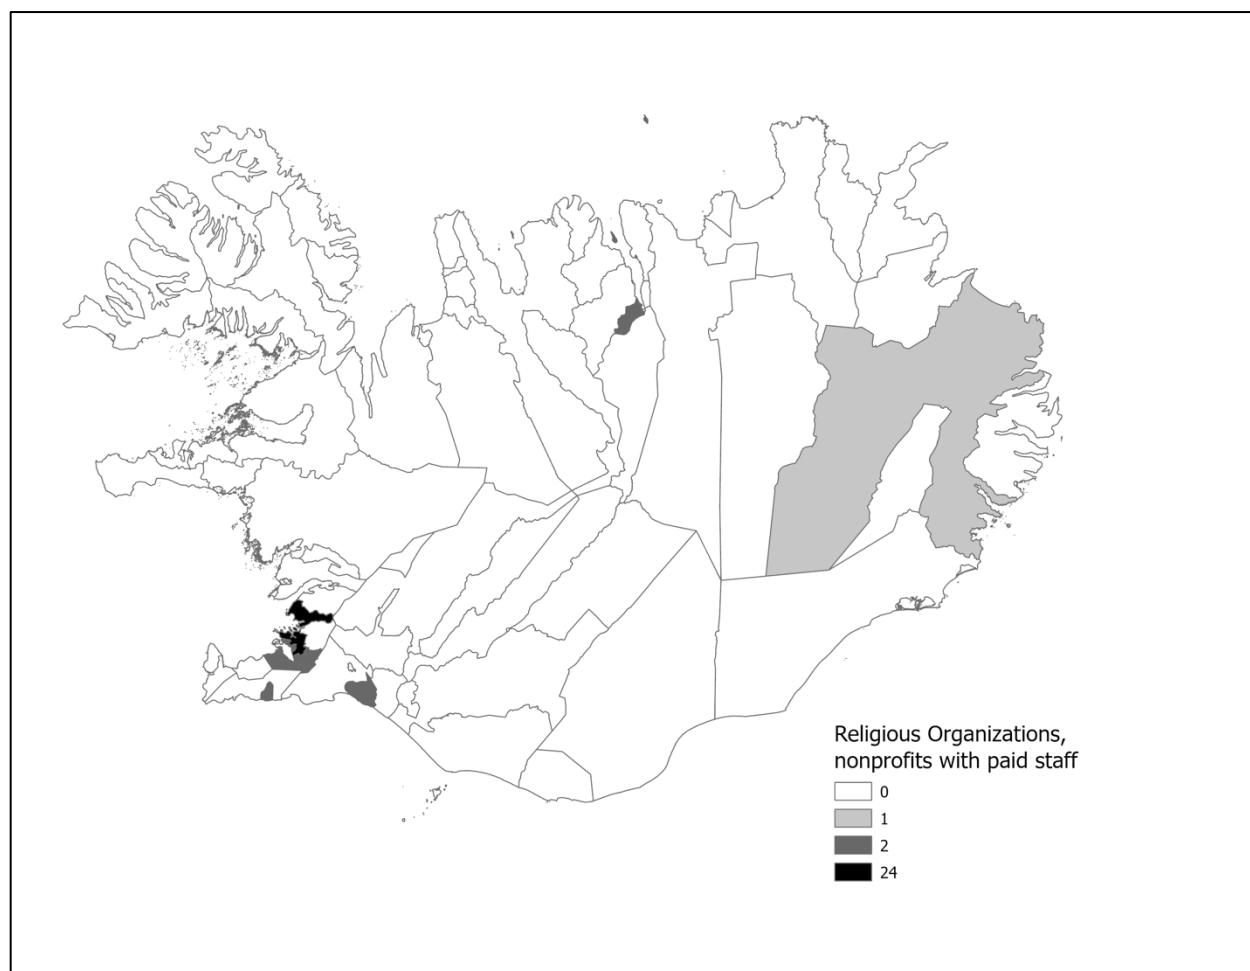 Religious Organizations,
nonprofits with paid staff
0
1
2
24